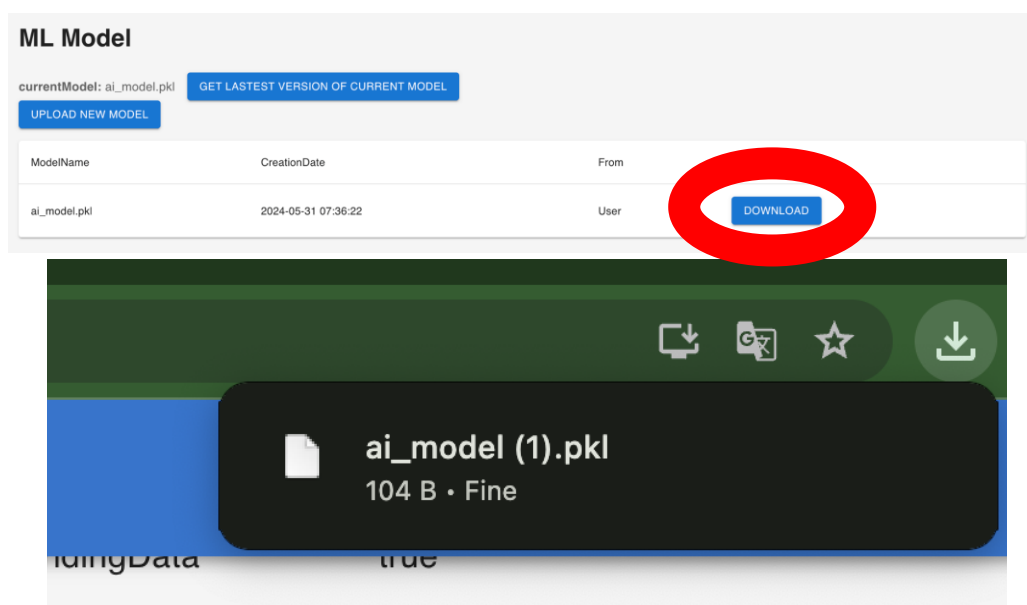 ML Model
currentModel: ai_model.pkl GET LASTEST VERSION OF CURRENT MODEL
UPLOAD NEW MODEL
ModelName CreationDate From
ai_model.pkl 2024-05-31 07:36:22 User DOWNLOAD
G
ai_model (1).pkl
104 B • Fine
ndingData true